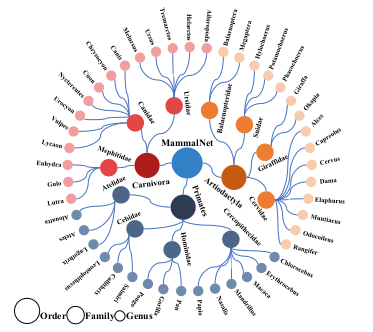 MammalNet
Carnivora
Artiodactyla
Primates
Mephitidae
Canidae
Ursidae
Balaenopteridae
Suidae
Giraffidae
Cervidae
Cercopithecidae
Hominidae
Cebidae
Atelidae
Lutra
Gulo
Enhydra
Lycaon
Vulpes
Urocyon
Nyctereutes
Cuon
Chrysocyon
Canis
Melursus
Ursus
Tremarctos
Helarctos
Ailuropoda
Balaenoptera
Megaptera
Hylochoerus
Potamochoerus
Phacochoerus
Giraffa
Okapia
Alces
Capreolus
Cervus
Dama
Elaphurus
Muntiacus
Odocoileus
Rangifer
Chlorocebus
Erythrocebus
Macaca
Mandrillus
Nasalis
Papio
Pan
Gorilla
Pongo
Saimiri
Callithrix
Leontopithecus
Lagothrix
Ateles
Alouatta
Order Family Genus